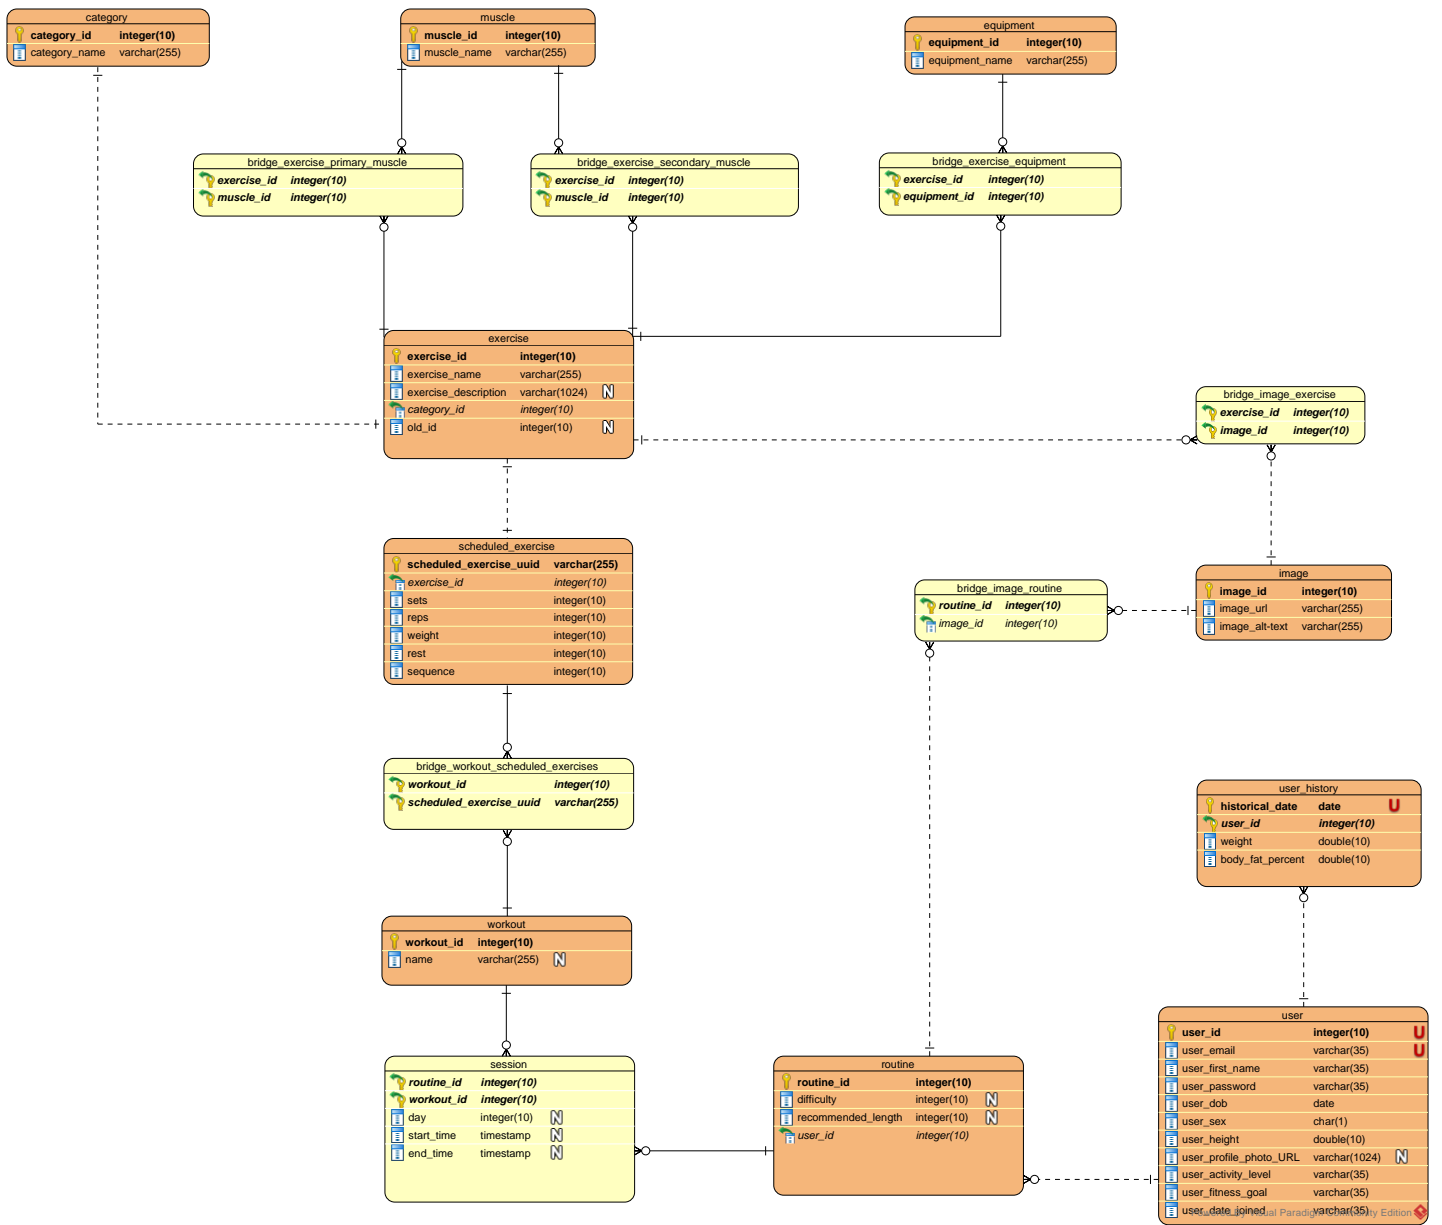 category
category_id integer(10)
category_name varchar(255)
muscle
muscle_id integer(10)
muscle_name varchar(255)
equipment
equipment_id integer(10)
equipment_name varchar(255)
bridge_exercise_primary_muscle
exercise_id integer(10)
muscle_id integer(10)
bridge_exercise_secondary_muscle
exercise_id integer(10)
muscle_id integer(10)
bridge_exercise_equipment
exercise_id integer(10)
equipment_id integer(10)
exercise
exercise_id integer(10)
exercise_name varchar(255)
exercise_description varchar(1024) N
category_id integer(10)
old_id integer(10) N
bridge_image_exercise
exercise_id integer(10)
image_id integer(10)
scheduled_exercise
scheduled_exercise_uuid varchar(255)
exercise_id integer(10)
sets integer(10)
reps integer(10)
weight integer(10)
rest integer(10)
sequence integer(10)
bridge_image_routine
routine_id integer(10)
image_id integer(10)
image
image_id integer(10)
image_url varchar(255)
image_alt-text varchar(255)
bridge_workout_scheduled_exercises
workout_id integer(10)
scheduled_exercise_uuid varchar(255)
user_history
historical_date date U
user_id integer(10)
weight double(10)
body_fat_percent double(10)
workout
workout_id integer(10)
name varchar(255) N
session
routine_id integer(10)
workout_id integer(10)
day integer(10) N
start_time timestamp N
end_time timestamp N
routine
routine_id integer(10)
difficulty integer(10) N
recommended_length integer(10) N
user_id integer(10)
user
user_id integer(10) U
user_email varchar(35) U
user_first_name varchar(35)
user_password varchar(35)
user_dob date
user_sex char(1)
user_height double(10)
user_profile_photo_URL varchar(1024) N
user_activity_level varchar(35)
user_fitness_goal varchar(35)
user_date_joined varchar(35)
Powered By Visual Paradigm Community Edition